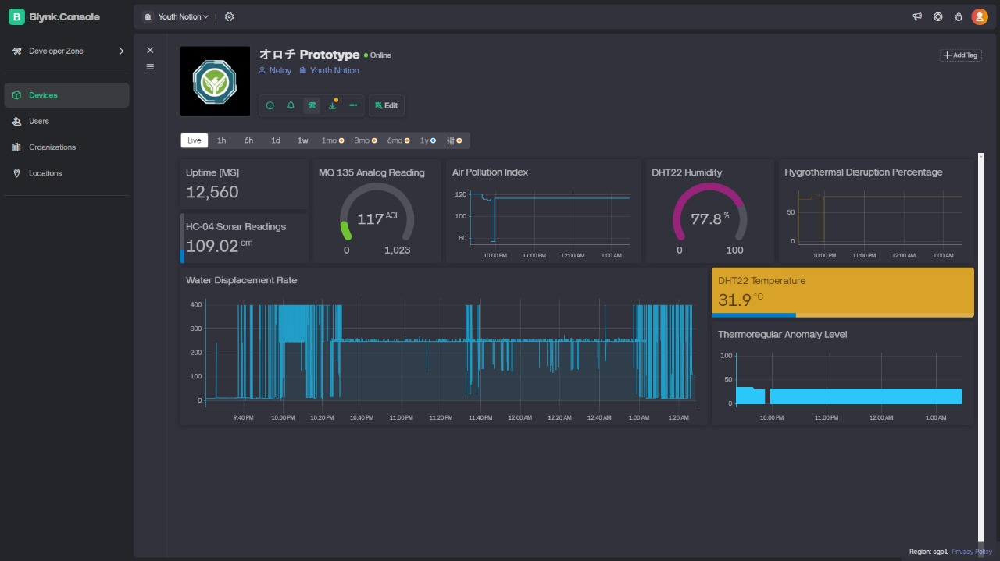 B Blynk.Console
Youth Notion
Developer Zone
Devices
Users
Organizations
Locations
オロチ Prototype Online
Neloy Youth Notion
Add Tag
Edit
Live 1h 6h 1d 1w 1mo 3mo 6mo 1y
Uptime [MS]
12,560
HC-04 Sonar Readings
109.02 cm
MQ 135 Analog Reading
117 AQI
0 1,023
Air Pollution Index
120
100
80
10:00 PM 11:00 PM 12:00 AM 1:00 AM
DHT22 Humidity
77.8 %
0 100
Hygrothermal Disruption Percentage
50
0
10:00 PM 11:00 PM 12:00 AM 1:00 AM
Water Displacement Rate
400
300
200
100
0
9:40 PM 10:00 PM 10:20 PM 10:40 PM 11:00 PM 11:20 PM 11:40 PM 12:00 AM 12:20 AM 12:40 AM 1:00 AM 1:20 AM
DHT22 Temperature
31.9 °C
Thermoregular Anomaly Level
100
50
0
10:00 PM 11:00 PM 12:00 AM 1:00 AM
Region: sgp1 Privacy Policy